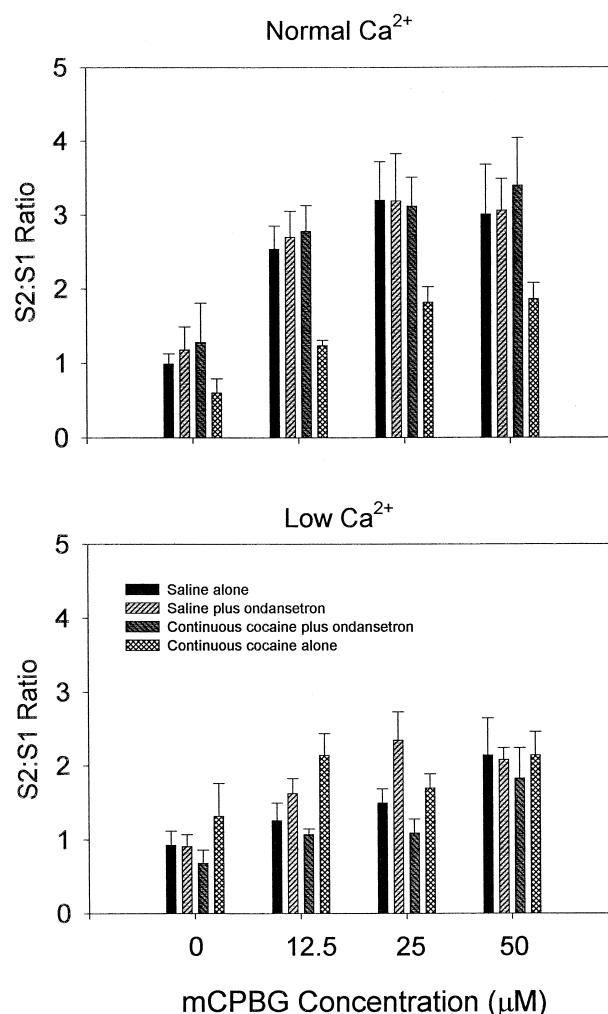 Normal Ca2+
5
4
3
2
1
0
S2:S1 Ratio
Low Ca2+
5
4
3
2
1
0
S2:S1 Ratio
Saline alone
Saline plus ondansetron
Continuous cocaine plus ondansetron
Continuous cocaine alone
0 12.5 25 50
mCPBG Concentration (μM)